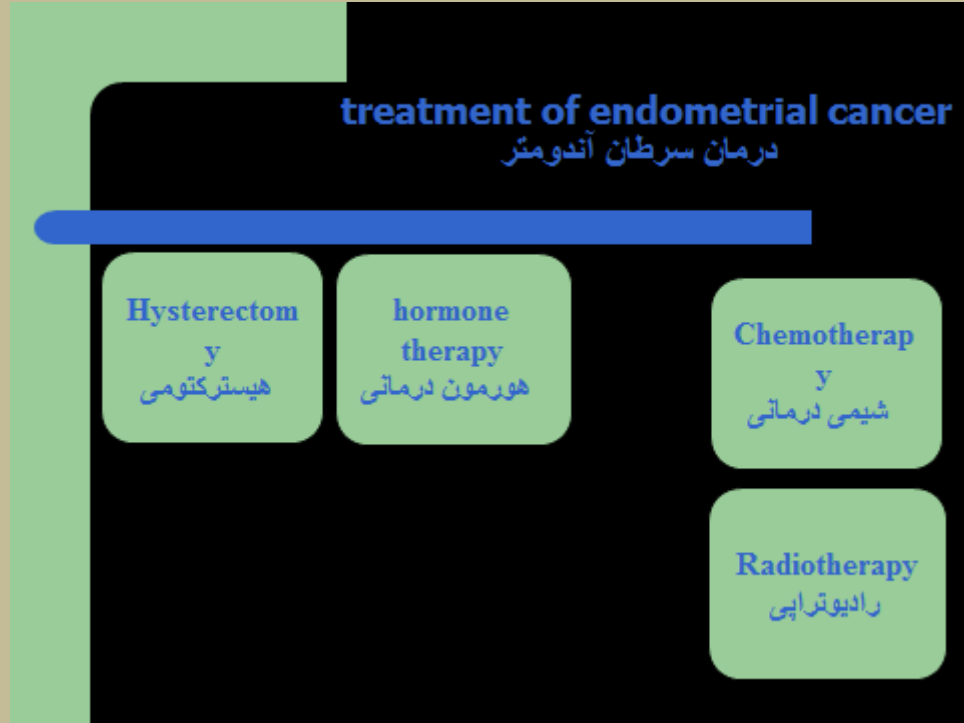 treatment of endometrial cancer
درمان سرطان آندومتر
Hysterectom
y
هیسترکتومی
hormone
therapy
هورمون درمانی
Chemotherap
y
شیمی درمانی
Radiotherapy
رادیوتراپی